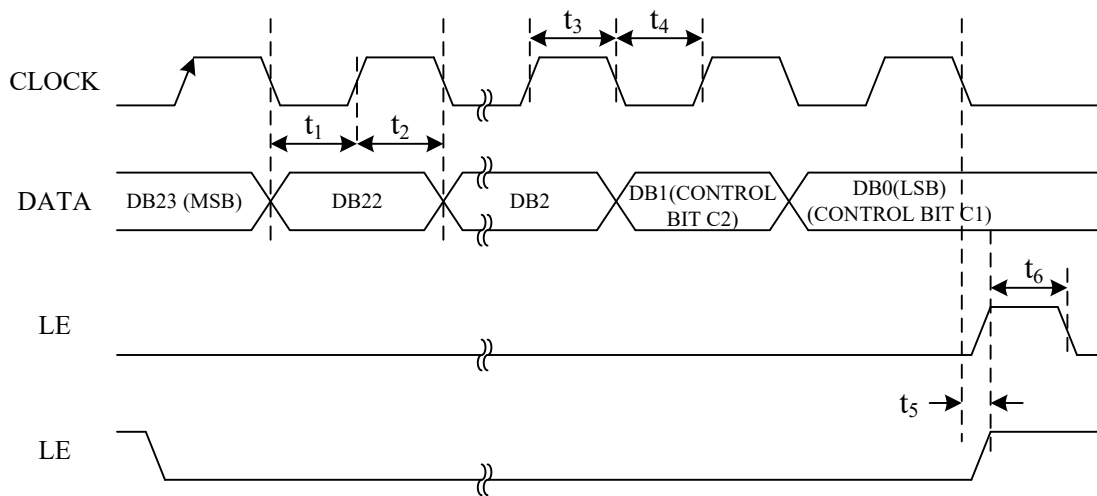 t3 t4
CLOCK
t1 t2
DATA
DB23 (MSB) DB22 DB2 DB1(CONTROL
BIT C2) DB0(LSB)
(CONTROL BIT C1)
t6
LE
t5
LE